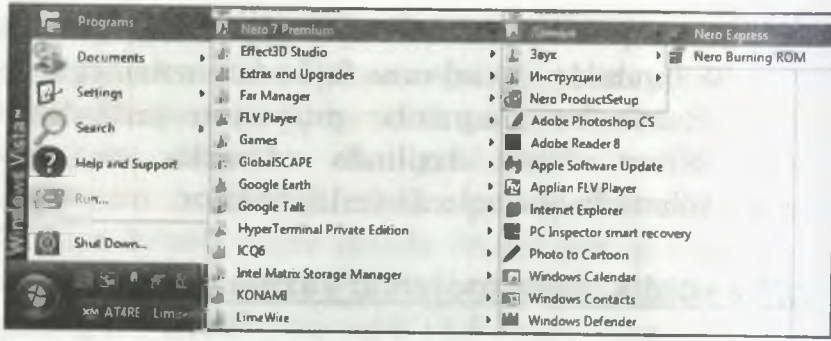 Windows Vista™
Programs
Documents
Settings
Search
Help and Support
Run...
Shut Down...
AT4RE
Nero 7 Premium
Effect3D Studio
Extras and Upgrades
Far Manager
FLV Player
Games
GlobalSCAPE
Google Earth
Google Talk
HyperTerminal Private Edition
ICQ6
Intel Matrix Storage Manager
KONAMI
LimeWire
Звук
Инструкции
Nero ProductSetup
Adobe Photoshop CS
Adobe Reader 8
Apple Software Update
Applian FLV Player
Internet Explorer
PC Inspector smart recovery
Photo to Cartoon
Windows Calendar
Windows Contacts
Windows Defender
Nero Express
Nero Burning ROM